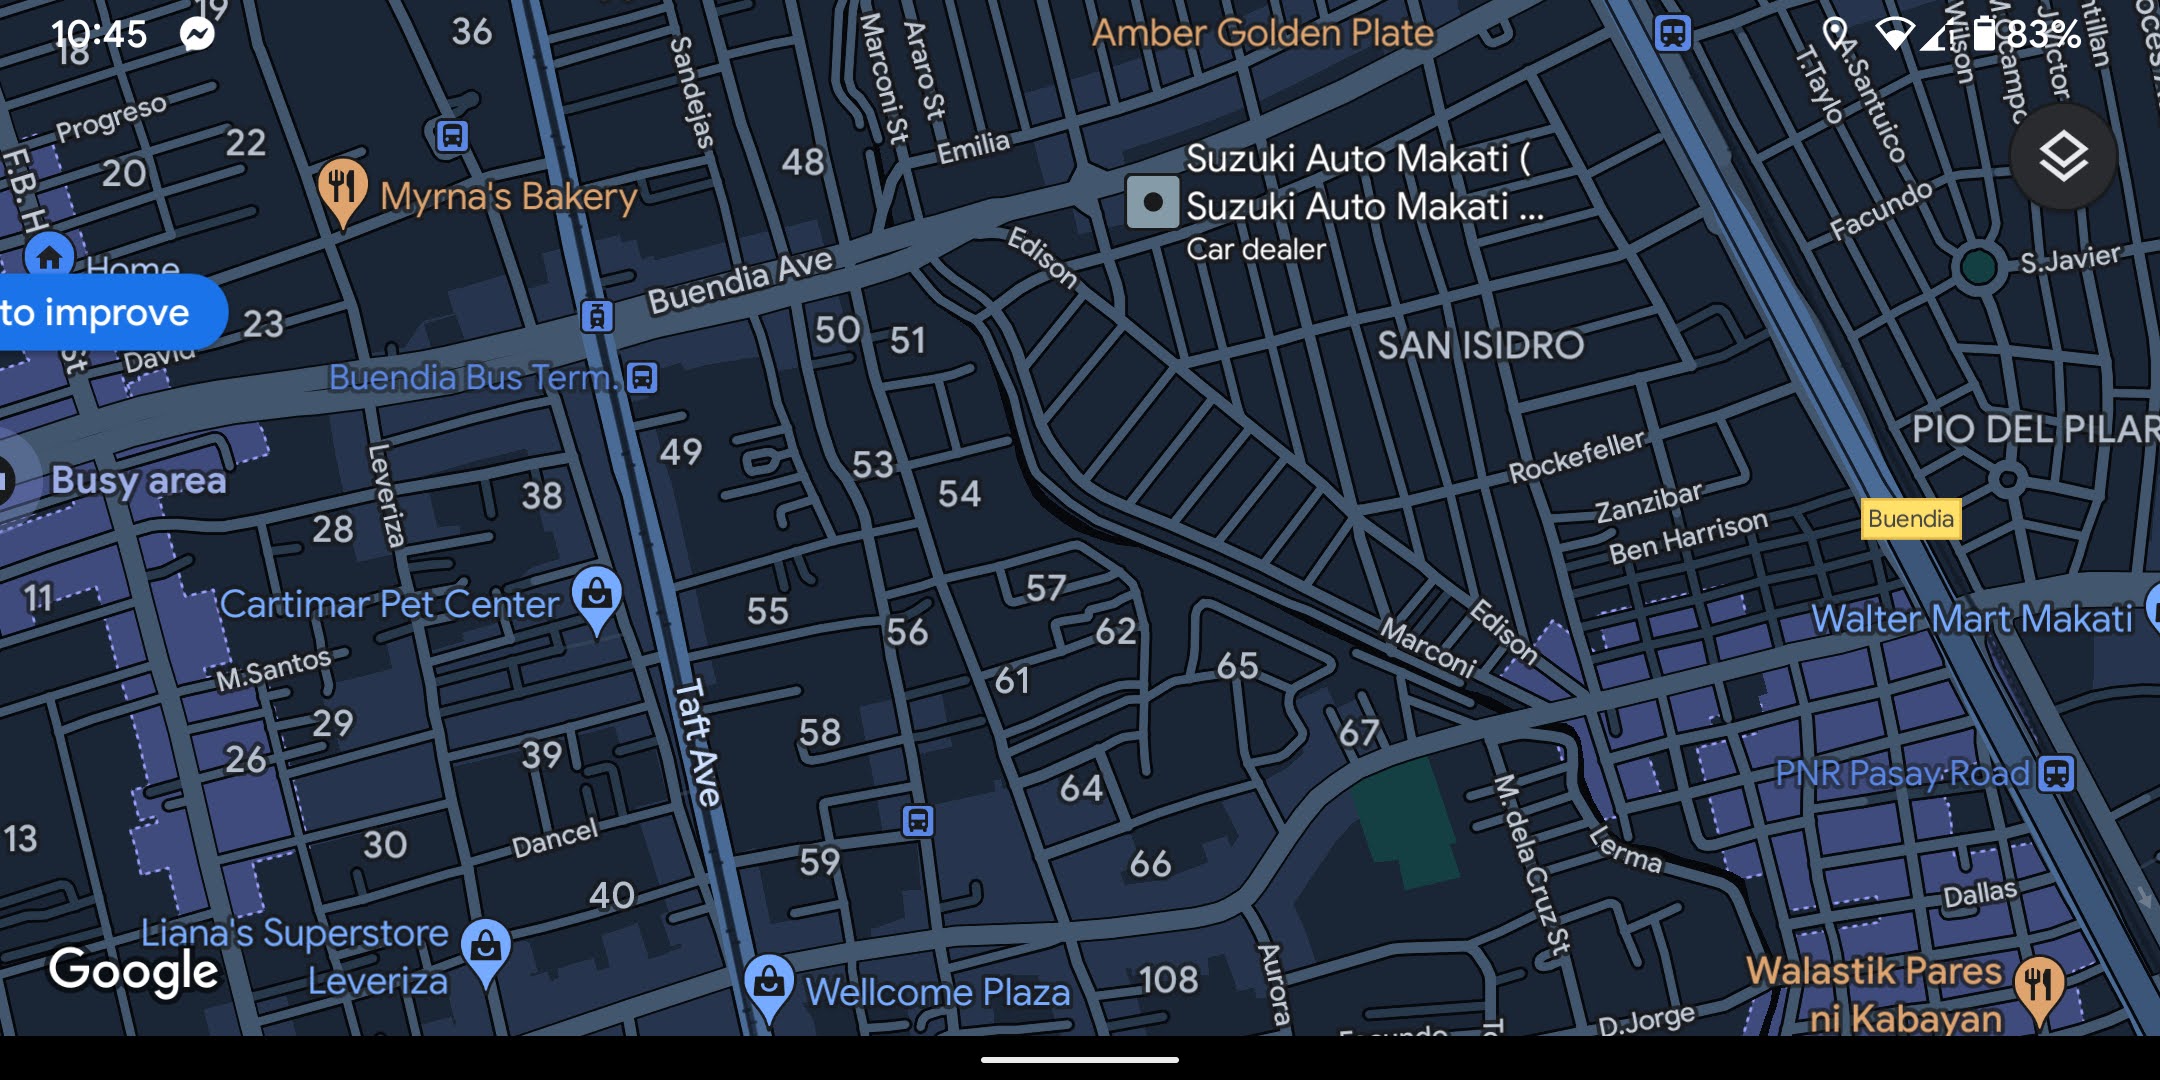 10:45
83%
19
18
36
Amber Golden Plate
Sandejas
Marconi St
Araro St
T.Taylo
A.Santuico
Wilson
Progreso
22
20
48
Emilia
Suzuki Auto Makati (
Suzuki Auto Makati ...
Car dealer
F.B. H
Myrna's Bakery
Facundo
S.Javier
Home
Edison
Buendia Ave
to improve
23
50
51
SAN ISIDRO
David
St
Buendia Bus Term.
PIO DEL PILAR
49
Rockefeller
53
Busy area
Leveriza
38
54
Zanzibar
Buendia
28
Ben Harrison
11
Cartimar Pet Center
57
55
56
62
Marconi
Edison
Walter Mart Makati
M.Santos
61
65
29
58
67
Taft Ave
26
39
64
PNR Pasay Road
13
30
Dancel
59
66
M. dela Cruz St
Lerma
40
Dallas
Liana's Superstore
Leveriza
Google
Wellcome Plaza
108
Aurora
Walastik Pares
ni Kabayan
D.Jorge